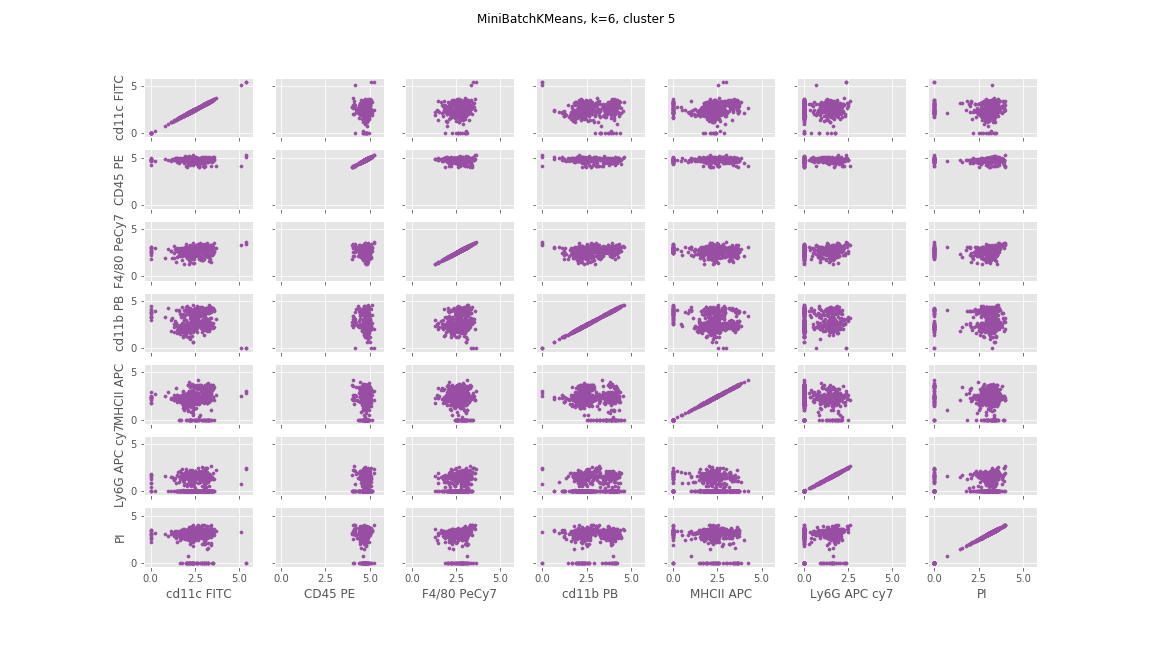 MiniBatchKMeans, k=6, cluster 5
cd11c FITC
5
0
CD45 PE
5
0
F4/80 PeCy7
5
0
cd11b PB
5
0
MHCII APC
5
0
Ly6G APC cy7
5
0
PI
5
0
0.0 2.5 5.0 0.0 2.5 5.0 0.0 2.5 5.0 0.0 2.5 5.0 0.0 2.5 5.0 0.0 2.5 5.0 0.0 2.5 5.0
cd11c FITC CD45 PE F4/80 PeCy7 cd11b PB MHCII APC Ly6G APC cy7 PI